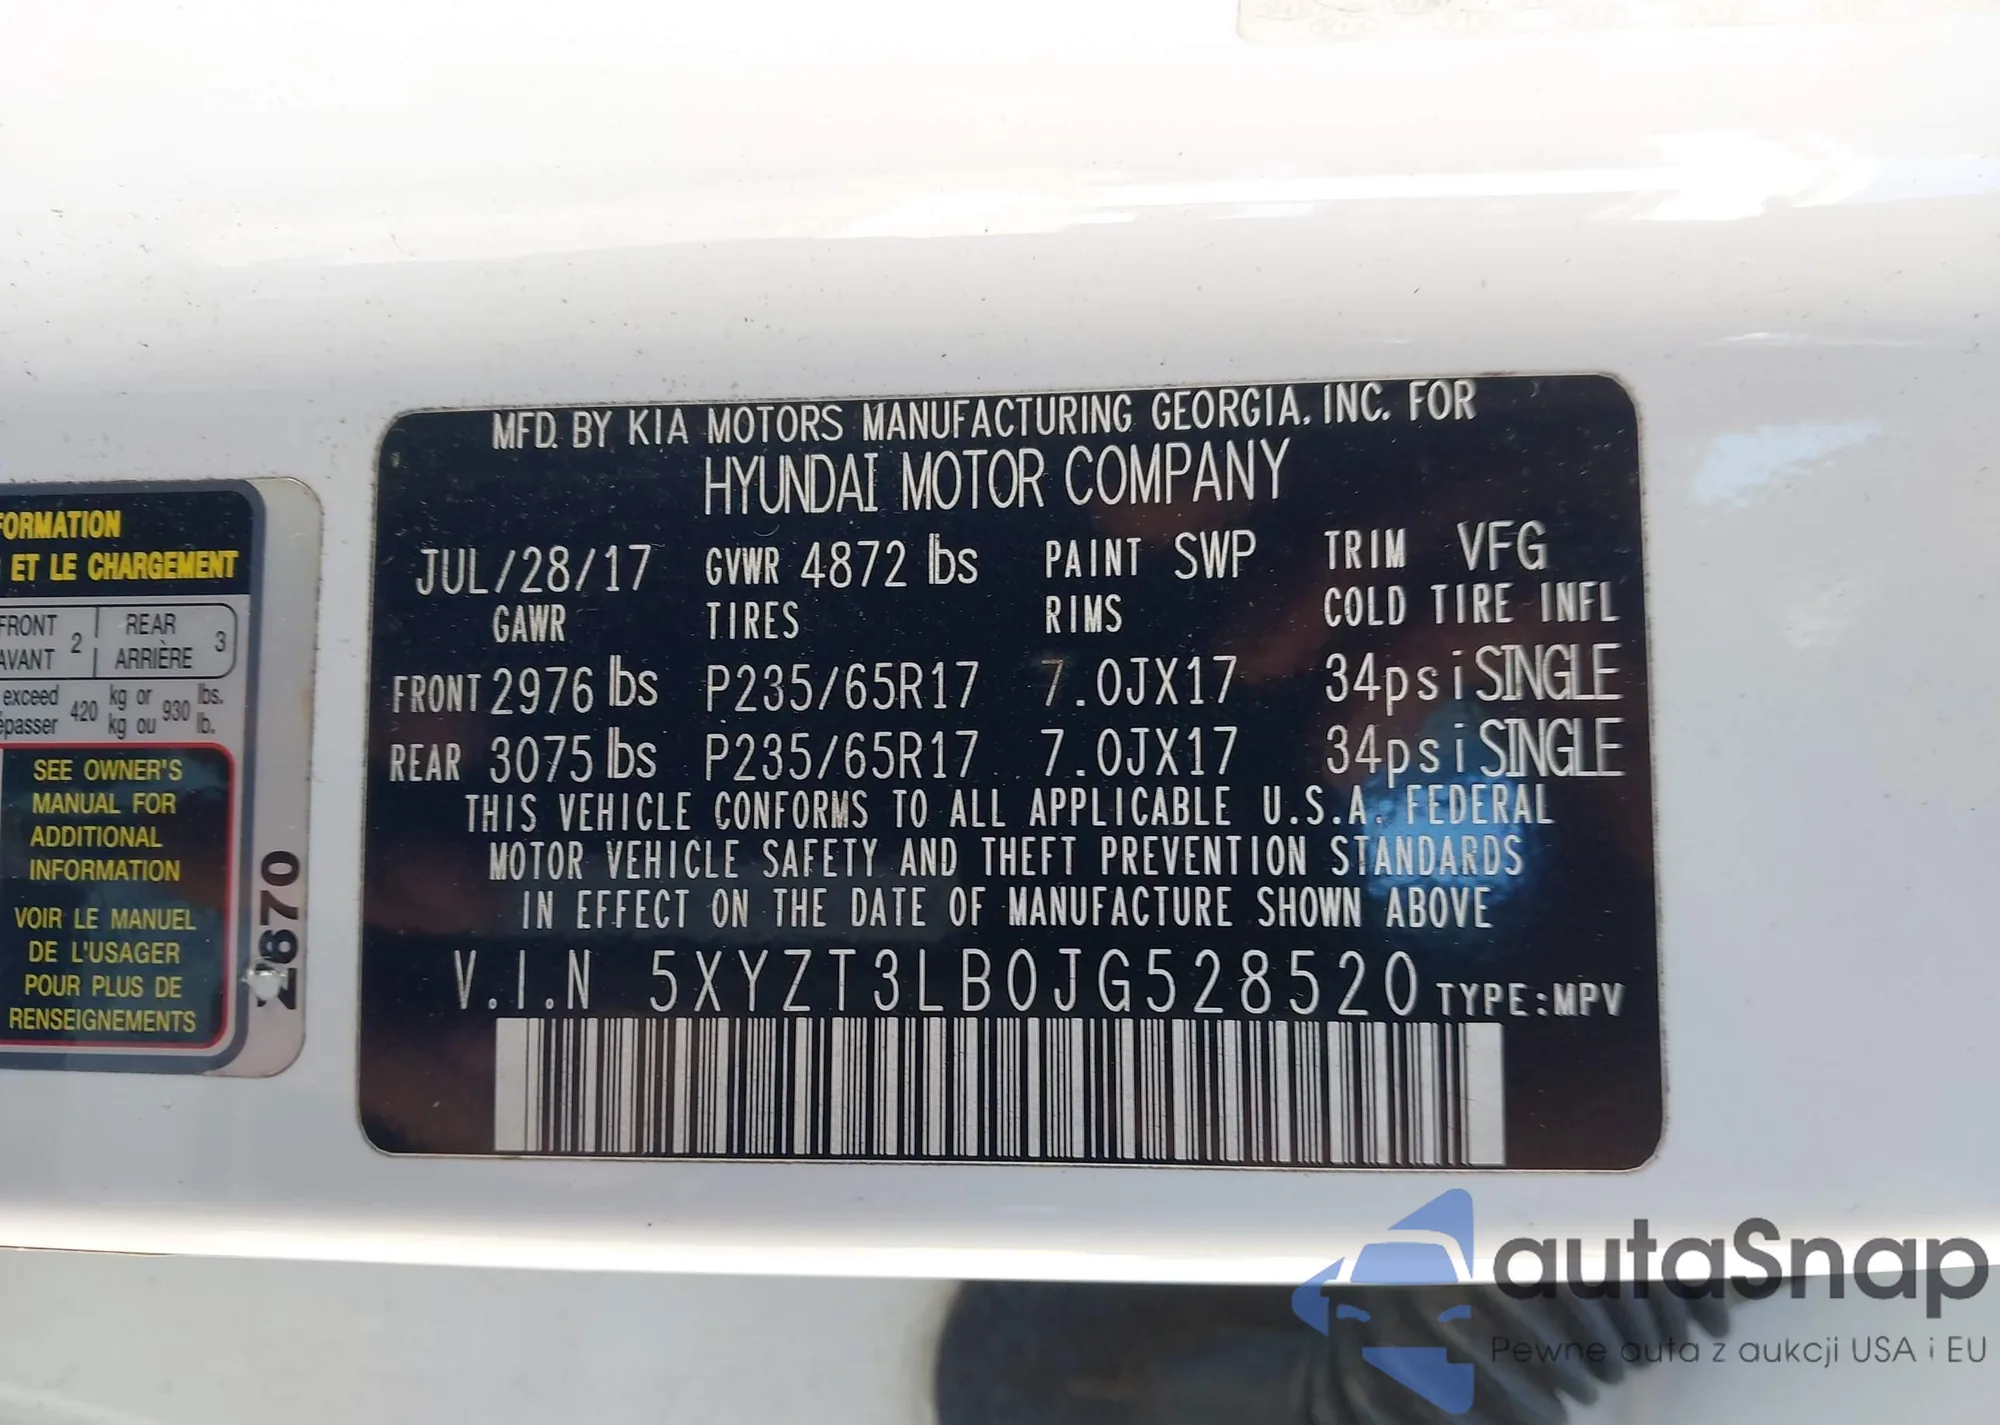 MFD. BY KIA MOTORS MANUFACTURING GEORGIA, INC. FOR
HYUNDAI MOTOR COMPANY
JUL/28/17 GVWR 4872 lbs PAINT SWP TRIM VFG
GAWR TIRES RIMS COLD TIRE INFL
FRONT 2976 lbs P235/65R17 7.0JX17 34psi SINGLE
REAR 3075 lbs P235/65R17 7.0JX17 34psi SINGLE
THIS VEHICLE CONFORMS TO ALL APPLICABLE U.S.A. FEDERAL
MOTOR VEHICLE SAFETY AND THEFT PREVENTION STANDARDS
IN EFFECT ON THE DATE OF MANUFACTURE SHOWN ABOVE
V.I.N 5XYZT3LB0JG528520 TYPE:MPV
FORMATION
ET LE CHARGEMENT
FRONT 2 REAR 3
AVANT ARRIÈRE
exceed 420 kg or 930 lbs.
épasser kg ou lb.
SEE OWNER'S
MANUAL FOR
ADDITIONAL
INFORMATION
VOIR LE MANUEL
DE L'USAGER
POUR PLUS DE
RENSEIGNEMENTS
2870
autaSnap
Pewne auta z aukcji USA i EU